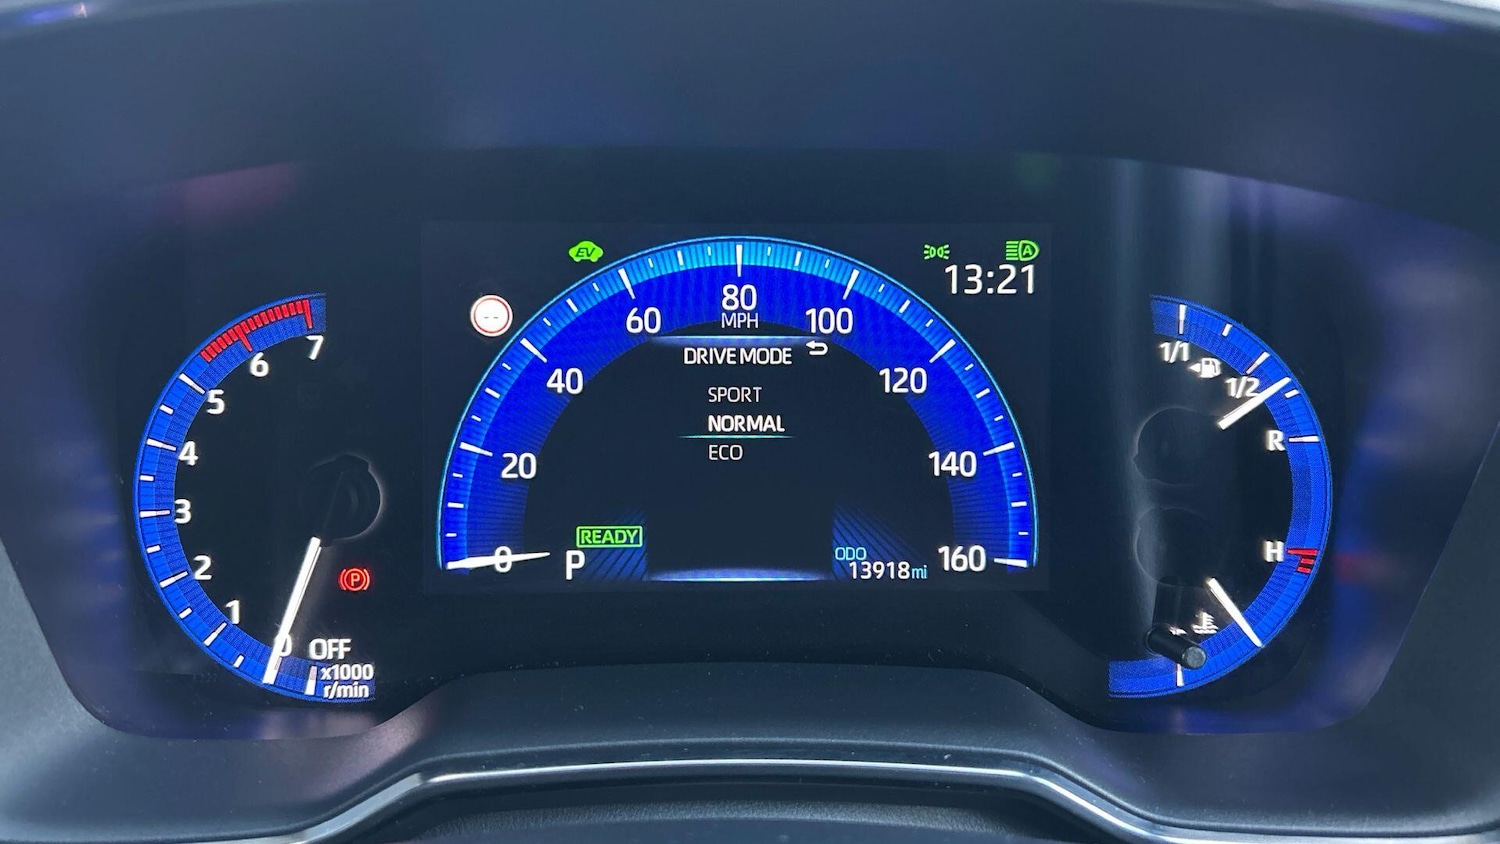 7
6
5
4
3
2
1
0
OFF
x1000
r/min
P
EV
--
0
20
40
60
80
MPH
100
120
140
160
DRIVE MODE
SPORT
NORMAL
ECO
READY
P
ODO
13918mi
A
13:21
1/1
1/2
R
H